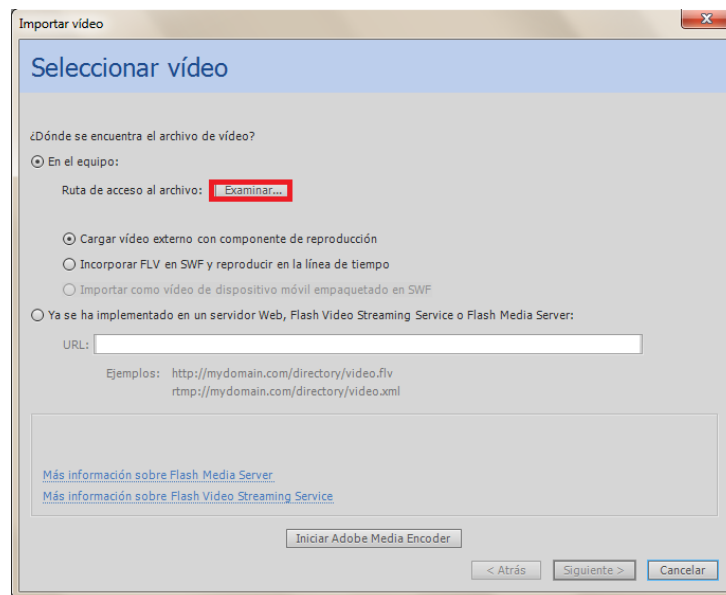 Importar vídeo
Seleccionar vídeo
¿Dónde se encuentra el archivo de vídeo?
En el equipo:
Ruta de acceso al archivo: Examinar...
Cargar vídeo externo con componente de reproducción
Incorporar FLV en SWF y reproducir en la línea de tiempo
Importar como vídeo de dispositivo móvil empaquetado en SWF
Ya se ha implementado en un servidor Web, Flash Video Streaming Service o Flash Media Server:
URL:
Ejemplos: http://mydomain.com/directory/video.flv
rtmp://mydomain.com/directory/video.xml
Más información sobre Flash Media Server
Más información sobre Flash Video Streaming Service
Iniciar Adobe Media Encoder
< Atrás Siguiente > Cancelar